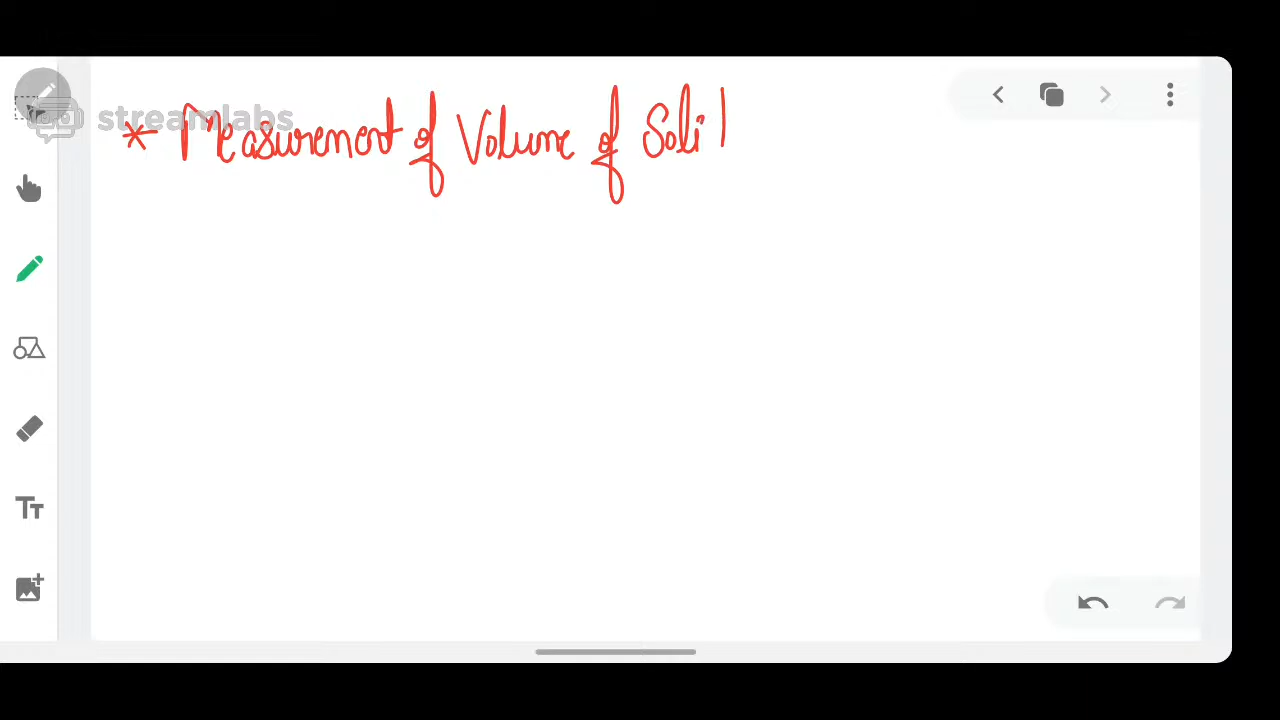 streamlabs
* Measurement of Volume of Soli